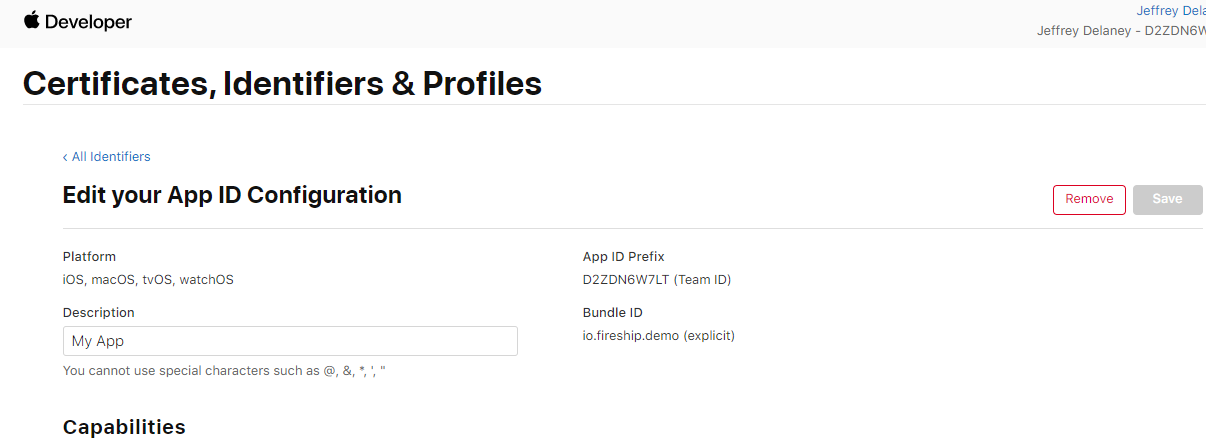 Developer
Jeffrey Dela
Jeffrey Delaney - D2ZDN6W
Certificates, Identifiers & Profiles
‹ All Identifiers
Edit your App ID Configuration
Remove
Save
Platform
iOS, macOS, tvOS, watchOS
App ID Prefix
D2ZDN6W7LT (Team ID)
Description
My App
You cannot use special characters such as @, &, *, ', "
Bundle ID
io.fireship.demo (explicit)
Capabilities